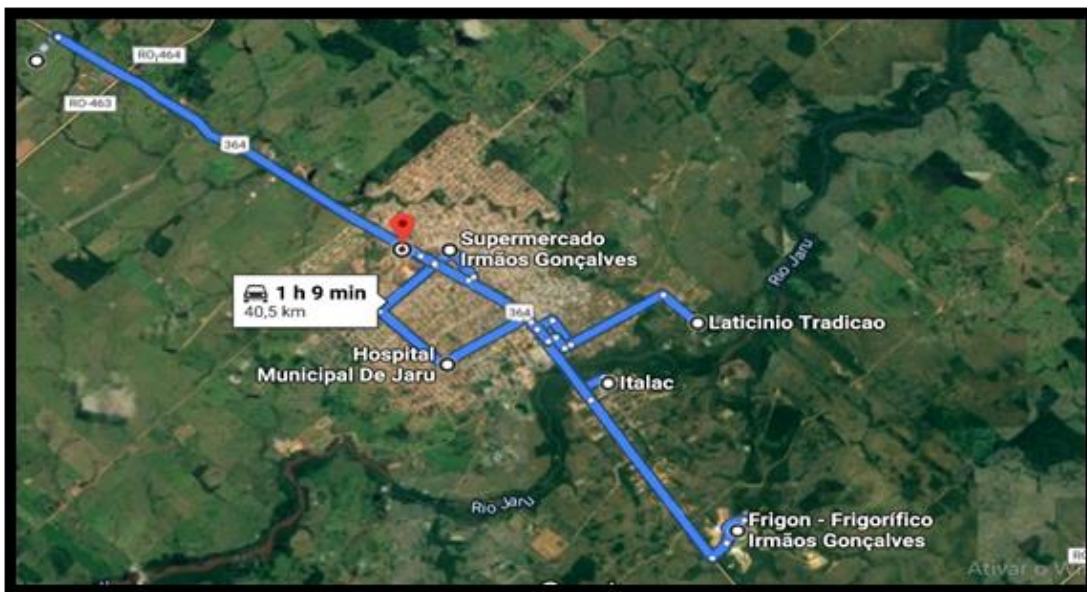 RO-464
RO-463
364
Supermercado
Irmãos Gonçalves
Rio Jaru
1 h 9 min
40,5 km
364
Laticinio Tradicao
Hospital
Municipal De Jaru
Italac
Rio Jaru
Frigon - Frigorífico
Irmãos Gonçalves
Ativar o